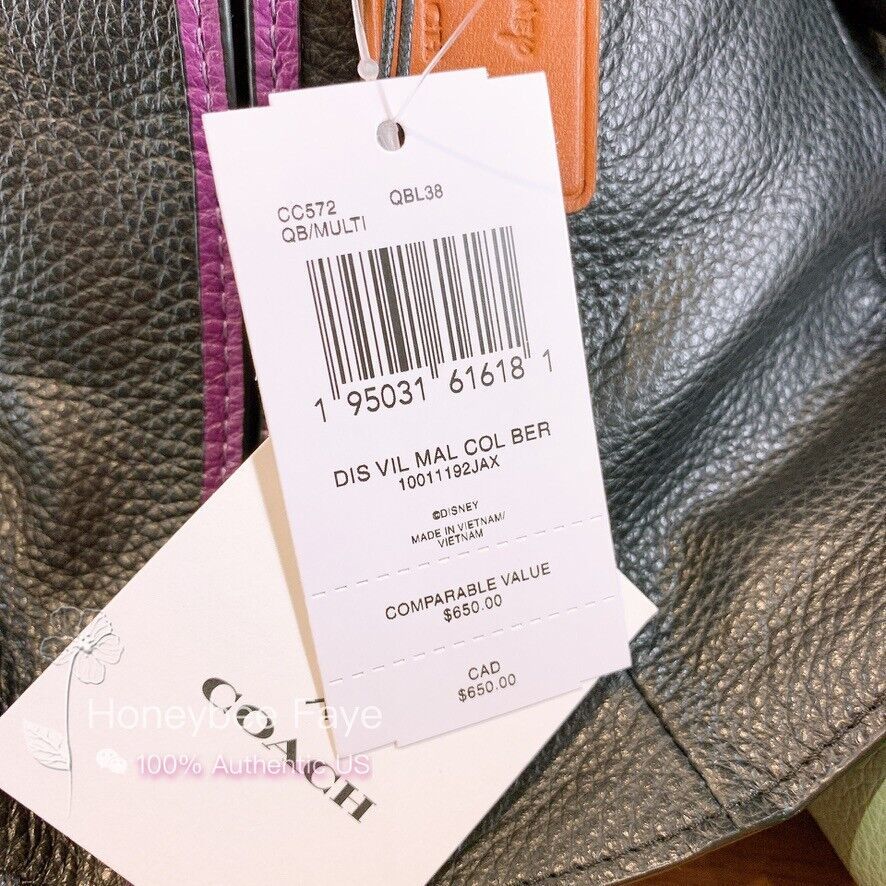 CC572 QBL38
QB/MULTI
1 95031 61618 1
DIS VIL MAL COL BER
10011192JAX
©DISNEY
MADE IN VIETNAM/
VIETNAM
COMPARABLE VALUE
$650.00
CAD
$650.00
COACH
Honeybee Faye
100% Authentic US